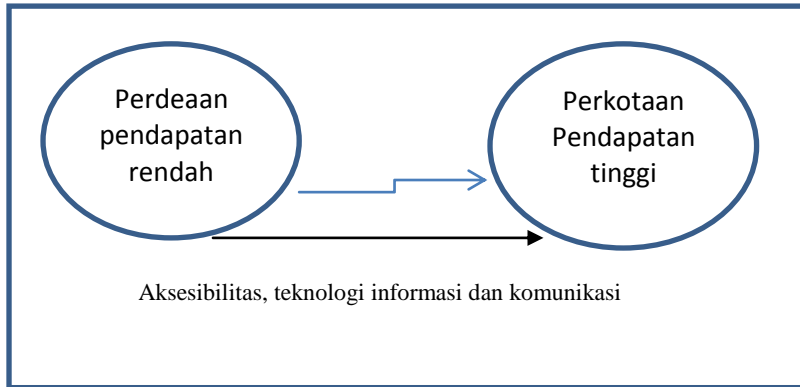 Perdeaan
pendapatan
rendah
Perkotaan
Pendapatan
tinggi
Aksesibilitas, teknologi informasi dan komunikasi